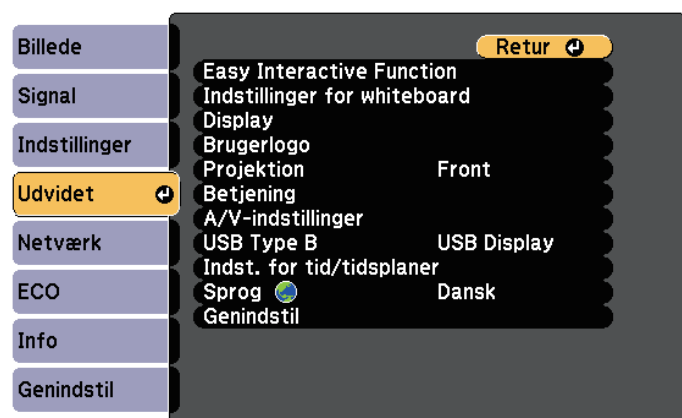 Billede
Signal
Indstillinger
Udvidet
Netværk
ECO
Info
Genindstil
Retur
Easy Interactive Function
Indstillinger for whiteboard
Display
Brugerlogo
Projektion Front
Betjening
A/V-indstillinger
USB Type B USB Display
Indst. for tid/tidsplaner
Sprog Dansk
Genindstil